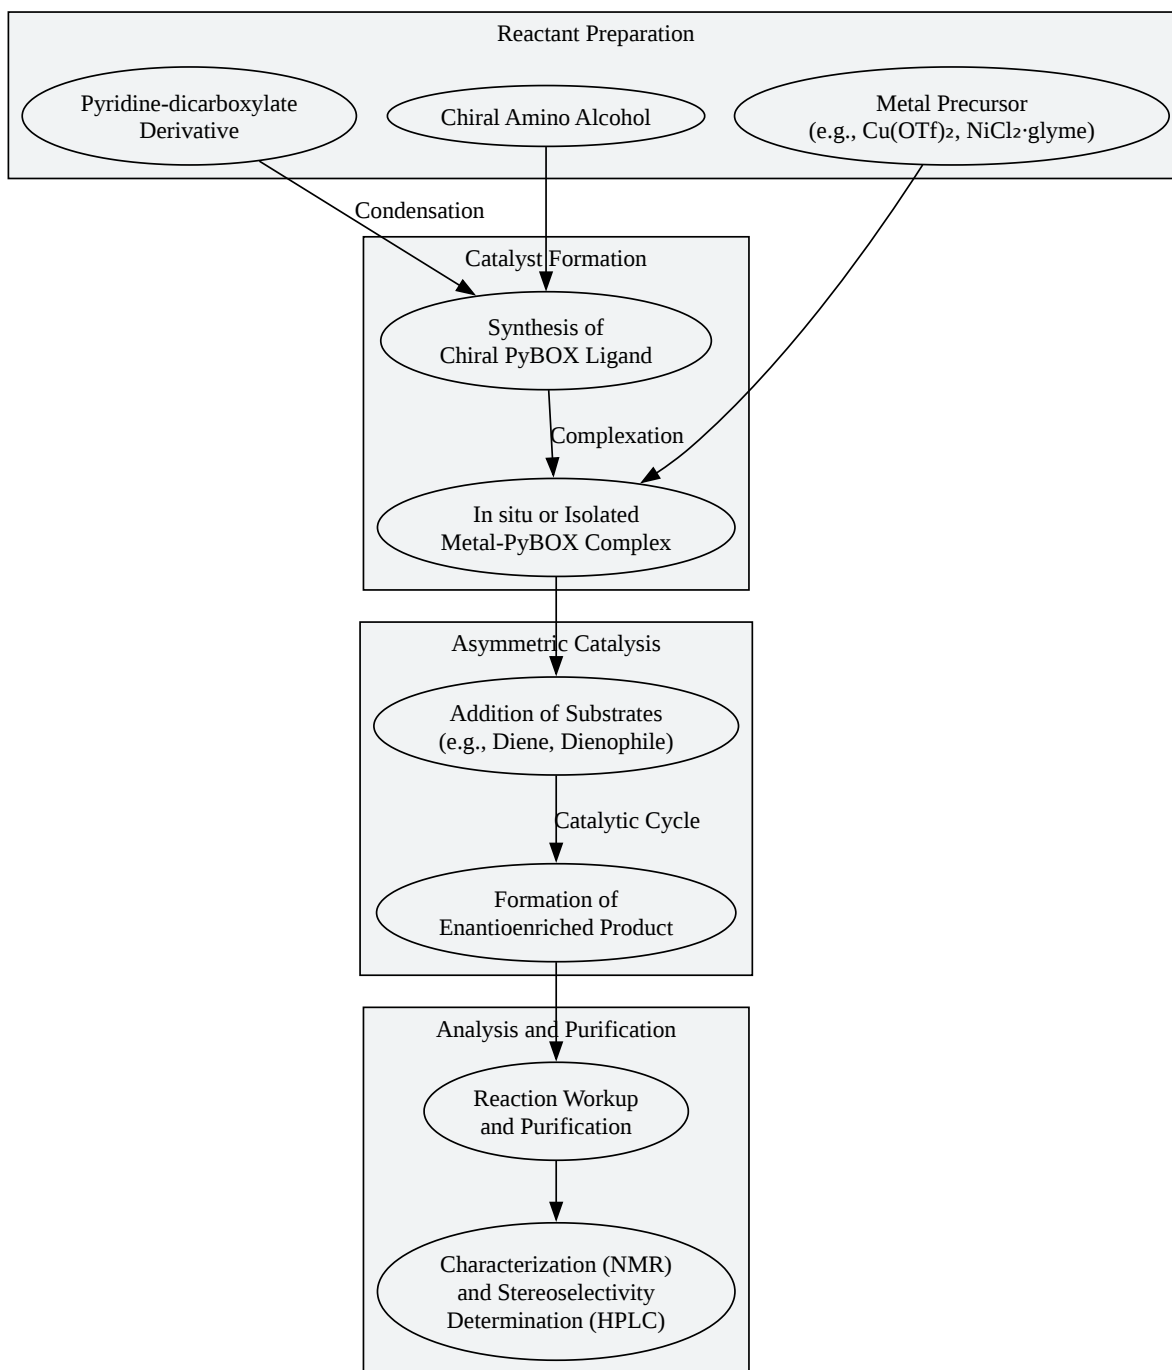 Reactant Preparation
Pyridine-dicarboxylate
Derivative
Chiral Amino Alcohol
Metal Precursor
(e.g., Cu(OTf)₂, NiCl₂·glyme)
Condensation
Catalyst Formation
Synthesis of
Chiral PyBOX Ligand
Complexation
In situ or Isolated
Metal-PyBOX Complex
Asymmetric Catalysis
Addition of Substrates
(e.g., Diene, Dienophile)
Catalytic Cycle
Formation of
Enantioenriched Product
Analysis and Purification
Reaction Workup
and Purification
Characterization (NMR)
and Stereoselectivity
Determination (HPLC)